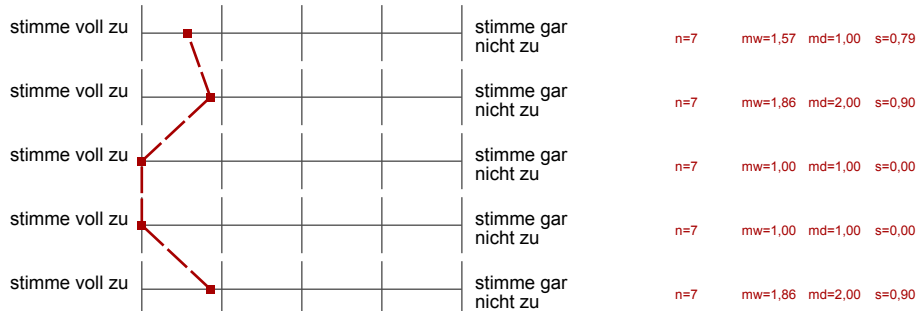 stimme voll zu stimme gar nicht zu n=7 mw=1,57 md=1,00 s=0,79
stimme voll zu stimme gar nicht zu n=7 mw=1,86 md=2,00 s=0,90
stimme voll zu stimme gar nicht zu n=7 mw=1,00 md=1,00 s=0,00
stimme voll zu stimme gar nicht zu n=7 mw=1,00 md=1,00 s=0,00
stimme voll zu stimme gar nicht zu n=7 mw=1,86 md=2,00 s=0,90